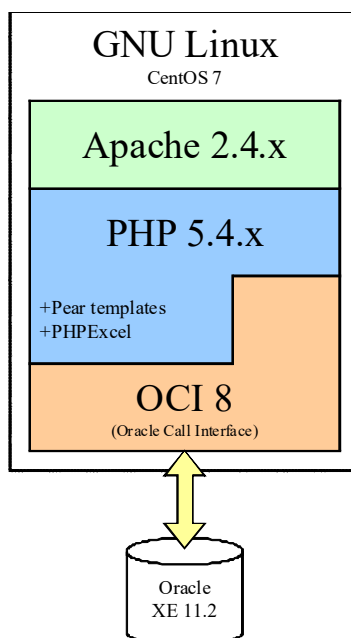 GNU Linux
CentOS 7
Apache 2.4.x
PHP 5.4.x
+Pear templates
+PHPExcel
OCI 8
(Oracle Call Interface)
Oracle
XE 11.2